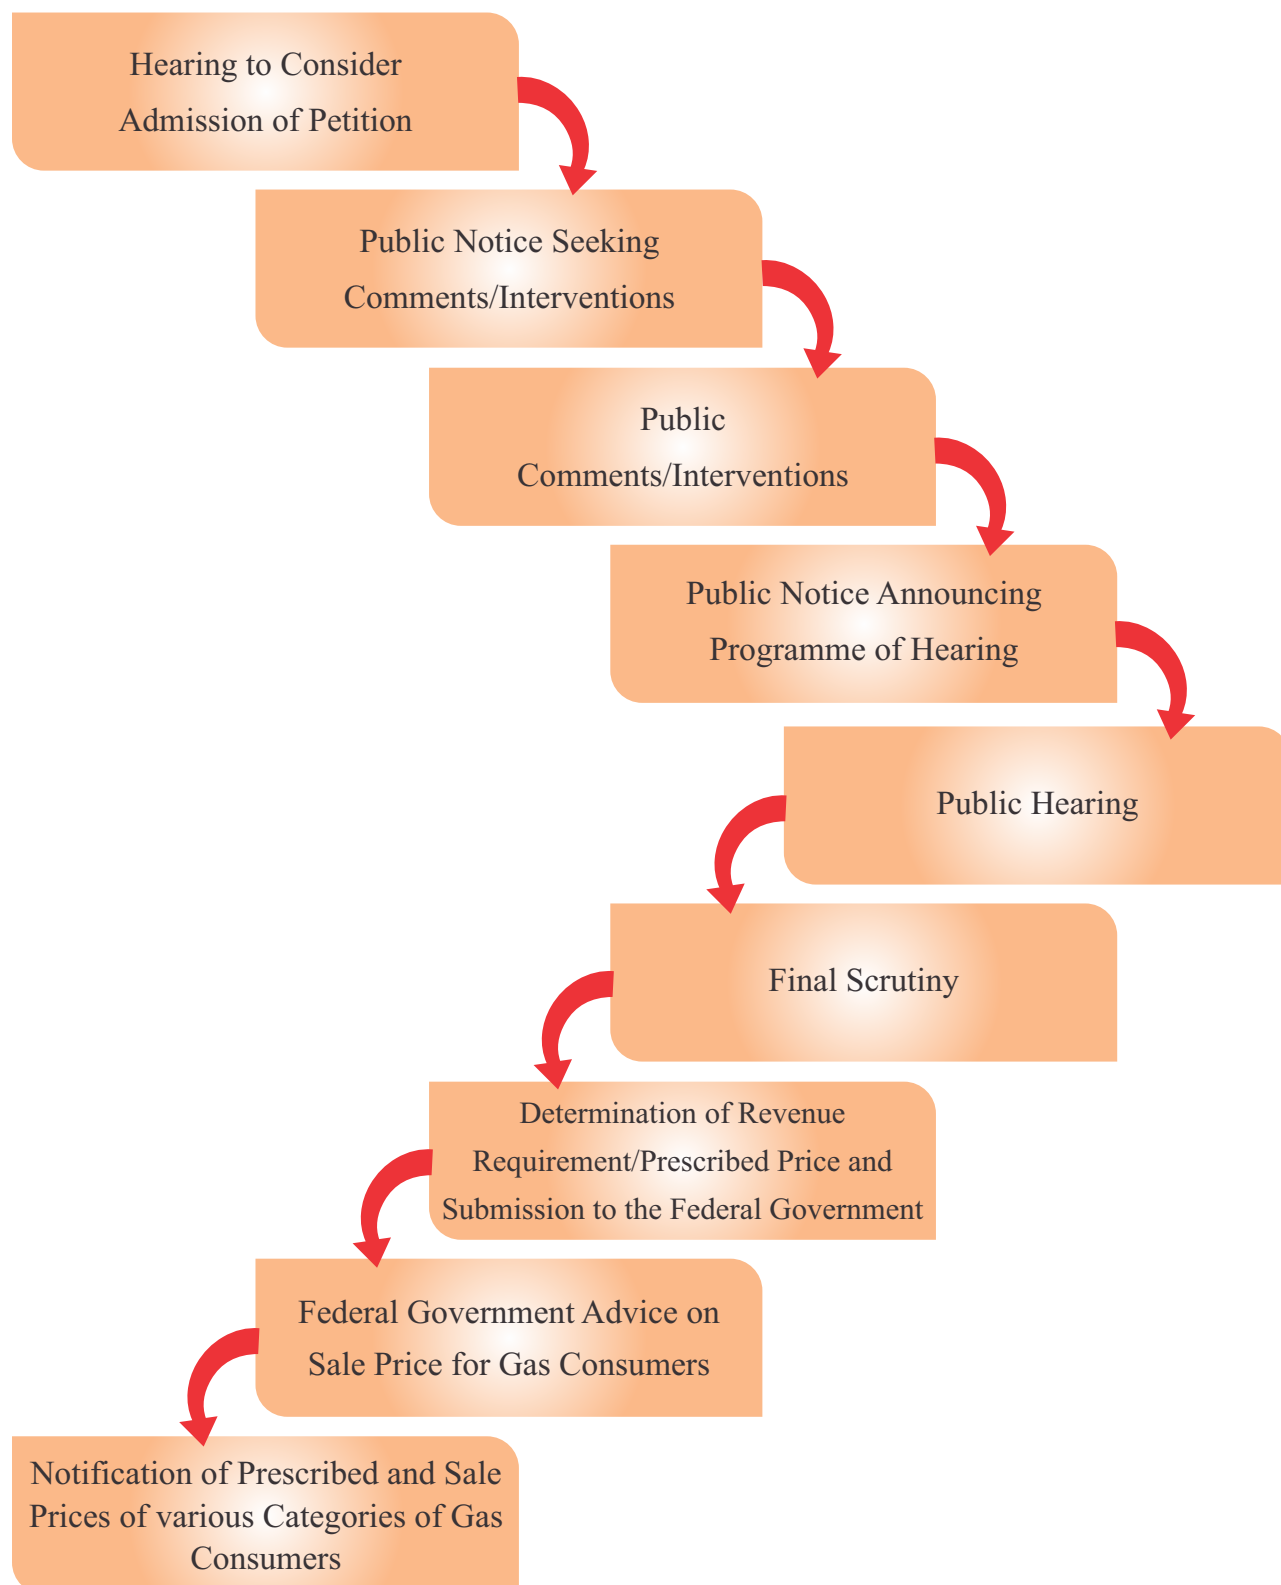 Hearing to Consider
Admission of Petition
Public Notice Seeking
Comments/Interventions
Public
Comments/Interventions
Public Notice Announcing
Programme of Hearing
Public Hearing
Final Scrutiny
Determination of Revenue
Requirement/Prescribed Price and
Submission to the Federal Government
Federal Government Advice on
Sale Price for Gas Consumers
Notification of Prescribed and Sale
Prices of various Categories of Gas
Consumers